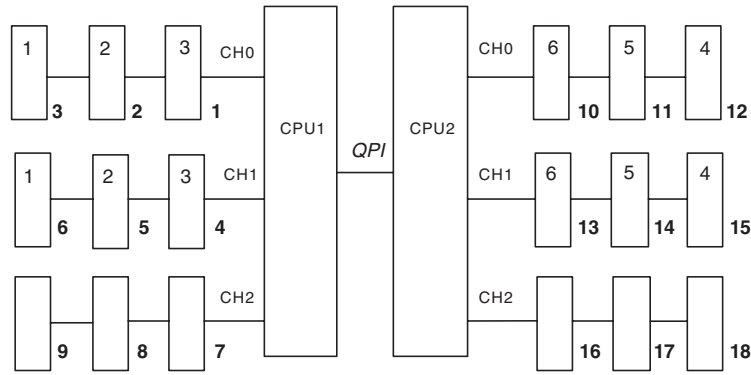 1 2 3 CH0 CH0 6 5 4
3 2 1 10 11 12
CPU1 QPI CPU2
1 2 3 CH1 CH1 6 5 4
6 5 4 13 14 15
CH2 CH2
9 8 7 16 17 18